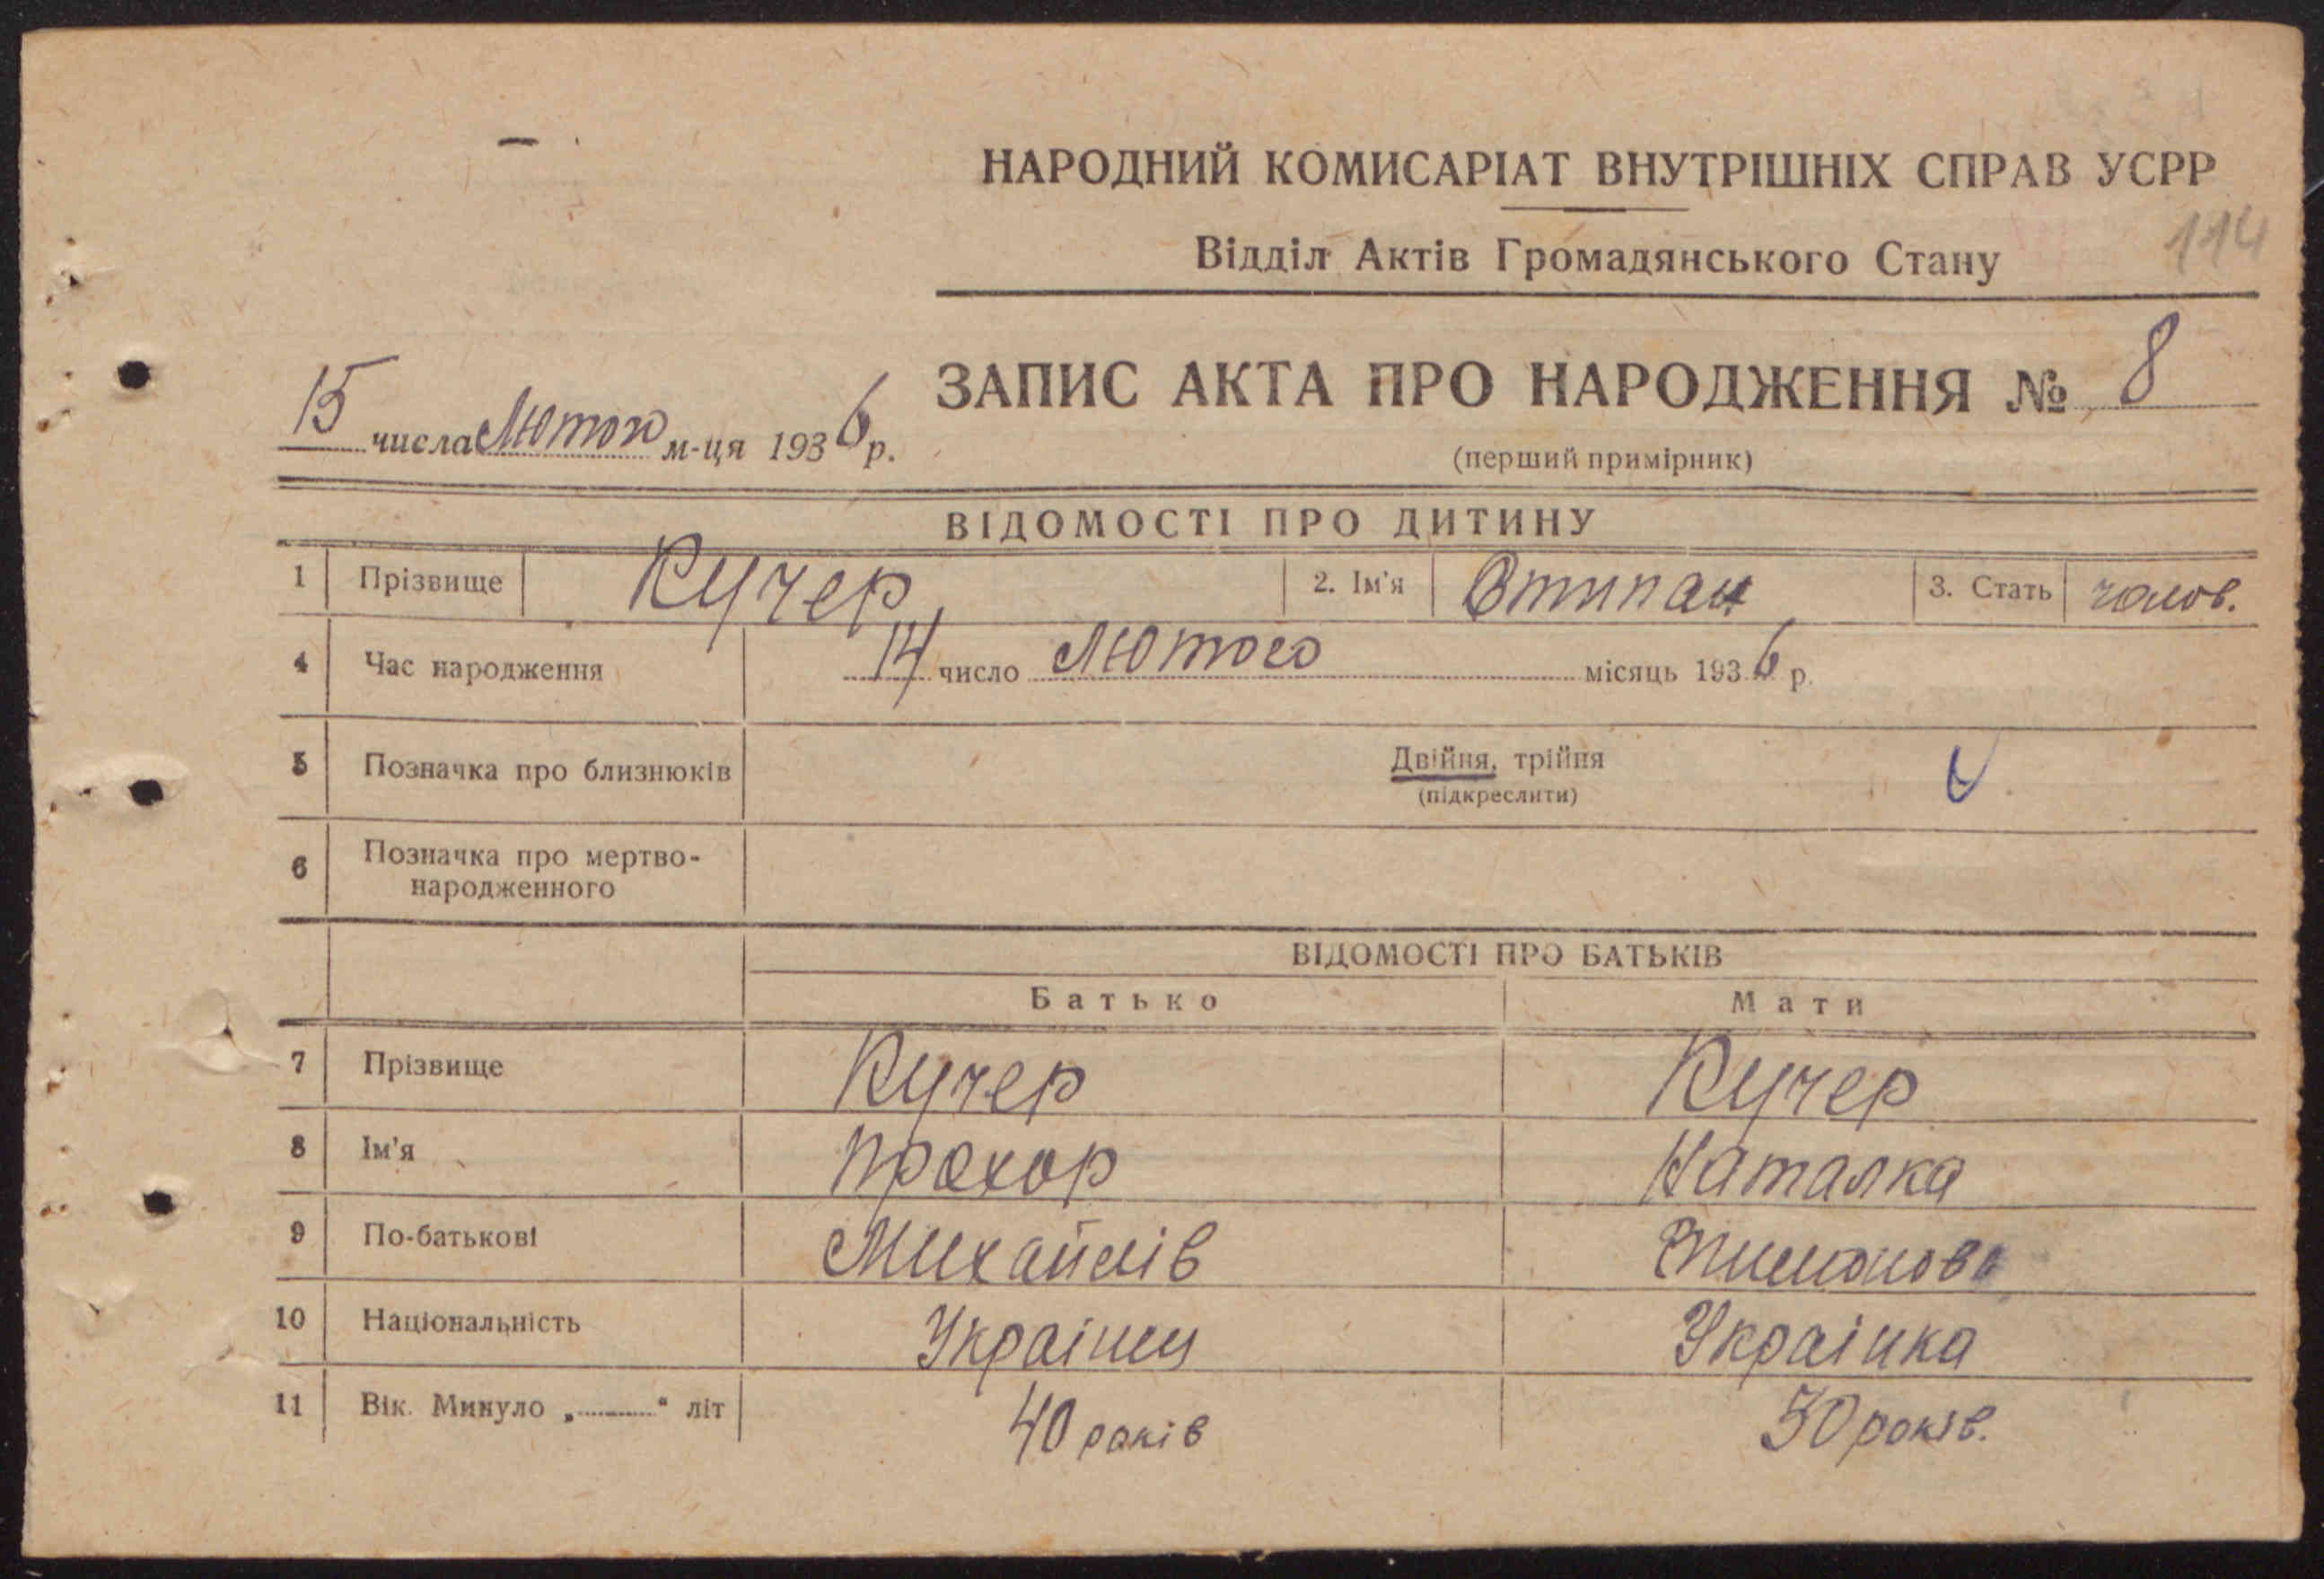 НАРОДНИЙ КОМИСАРІАТ ВНУТРІШНІХ СПРАВ УСРР
114
Відділ Актів Громадянського Стану
ЗАПИС АКТА ПРО НАРОДЖЕННЯ № 8
15 числа Лютого м-ця 1936 р.
(перший примірник)
ВІДОМОСТІ ПРО ДИТИНУ
1 Прізвище Кучер 2. Ім'я Стипан 3. Стать чолов.
4 Час народження 14 число Лютого місяць 1936 р.
5 Позначка про близнюків Двійня, трійня
(підкреслити)
6 Позначка про мертво-
народженного
ВІДОМОСТІ ПРО БАТЬКІВ
Батько Мати
7 Прізвище Кучер Кучер
8 Ім'я Прохор Наталка
9 По-батькові Михайлів
10 Національність Українец Українка
11 Вік. Минуло „ “ літ 40 років 30 років.